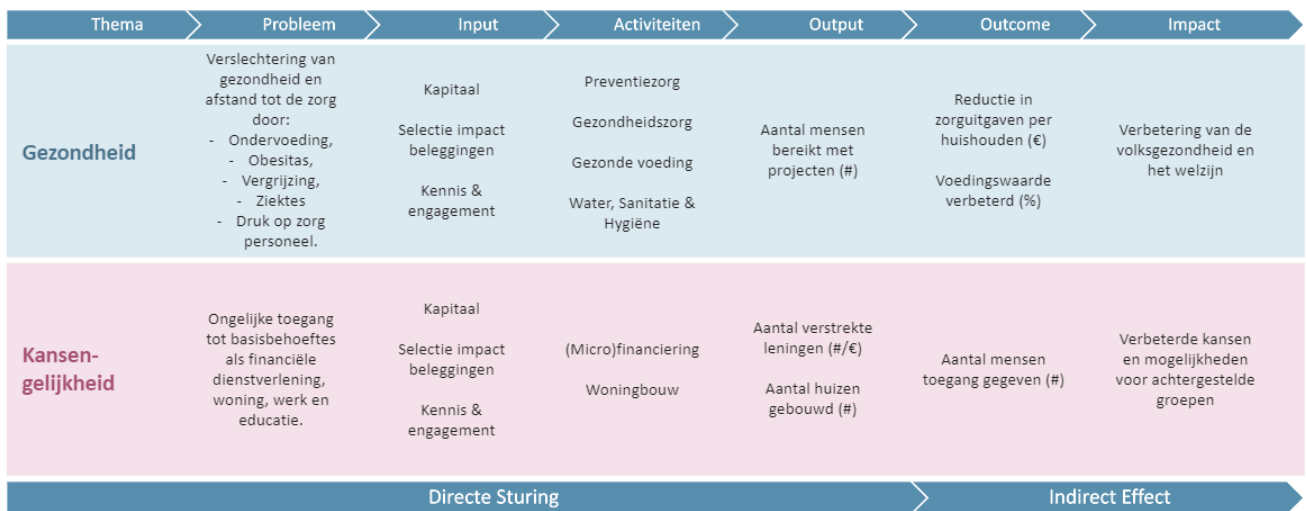 Thema
Probleem
Input
Activiteiten
Output
Outcome
Impact
Gezondheid
Verslechtering van
gezondheid en
afstand tot de zorg
door:
- Ondervoeding,
- Obesitas,
- Vergrijzing,
- Ziektes
- Druk op zorg
personeel.
Kapitaal
Selectie impact
beleggingen
Kennis &
engagement
Preventiezorg
Gezondheidszorg
Gezonde voeding
Water, Sanitatie &
Hygiëne
Aantal mensen
bereikt met
projecten (#)
Reductie in
zorguitgaven per
huishouden (€)
Voedingswaarde
verbeterd (%)
Verbetering van de
volksgezondheid en
het welzijn
Kansen-
gelijkheid
Ongelijke toegang
tot basisbehoeftes
als financiële
dienstverlening,
woning, werk en
educatie.
Kapitaal
Selectie impact
beleggingen
Kennis &
engagement
(Micro)financiering
Woningbouw
Aantal verstrekte
leningen (#/€)
Aantal huizen
gebouwd (#)
Aantal mensen
toegang gegeven (#)
Verbeterde kansen
en mogelijkheden
voor achtergestelde
groepen
Directe Sturing
Indirect Effect